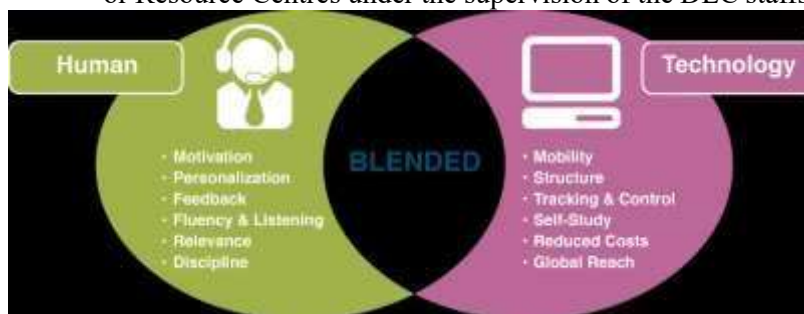 of Resource Centres under the supervision of the DEC staffs
Human
· Motivation
· Personalization
· Feedback
· Fluency & Listening
· Relevance
· Discipline
BLENDED
Technology
· Mobility
· Structure
· Tracking & Control
· Self-Study
· Reduced Costs
· Global Reach